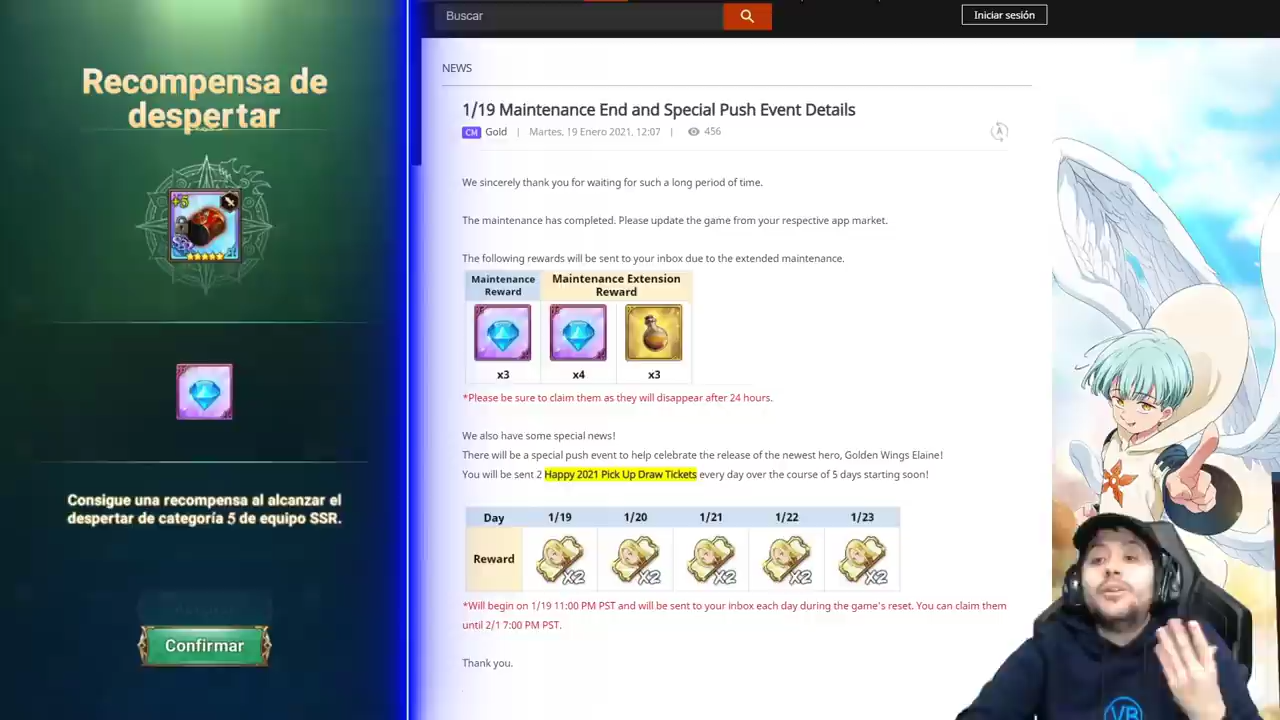 Recompensa de
despertar
+5
Consigue una recompensa al alcanzar el
despertar de categoría 5 de equipo SSR.
Confirmar
Buscar
Iniciar sesión
NEWS
1/19 Maintenance End and Special Push Event Details
CM Gold | Martes, 19 Enero 2021, 12:07 | 456
A
We sincerely thank you for waiting for such a long period of time.
The maintenance has completed. Please update the game from your respective app market.
The following rewards will be sent to your inbox due to the extended maintenance.
Maintenance Reward
Maintenance Extension Reward
x3 x4 x3
*Please be sure to claim them as they will disappear after 24 hours.
We also have some special news!
There will be a special push event to help celebrate the release of the newest hero, Golden Wings Elaine!
You will be sent 2 Happy 2021 Pick Up Draw Tickets every day over the course of 5 days starting soon!
Day 1/19 1/20 1/21 1/22 1/23
Reward X2 X2 X2 X2 X2
*Will begin on 1/19 11:00 PM PST and will be sent to your inbox each day during the game's reset. You can claim them
until 2/1 7:00 PM PST.
Thank you.
VB